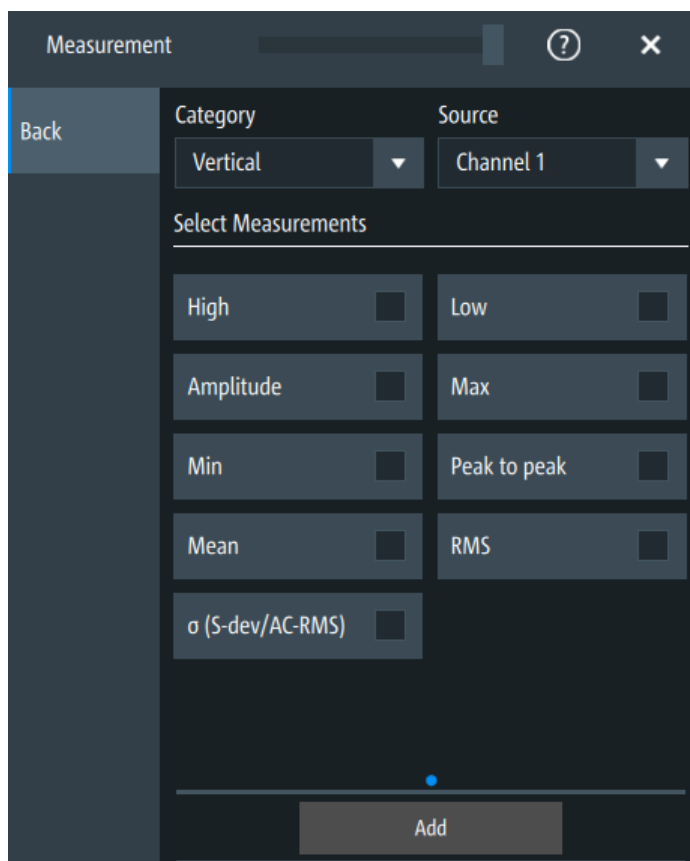 Measurement ? ×
Back
Category Source
Vertical Channel 1
Select Measurements
High Low
Amplitude Max
Min Peak to peak
Mean RMS
σ (S-dev/AC-RMS)
Add